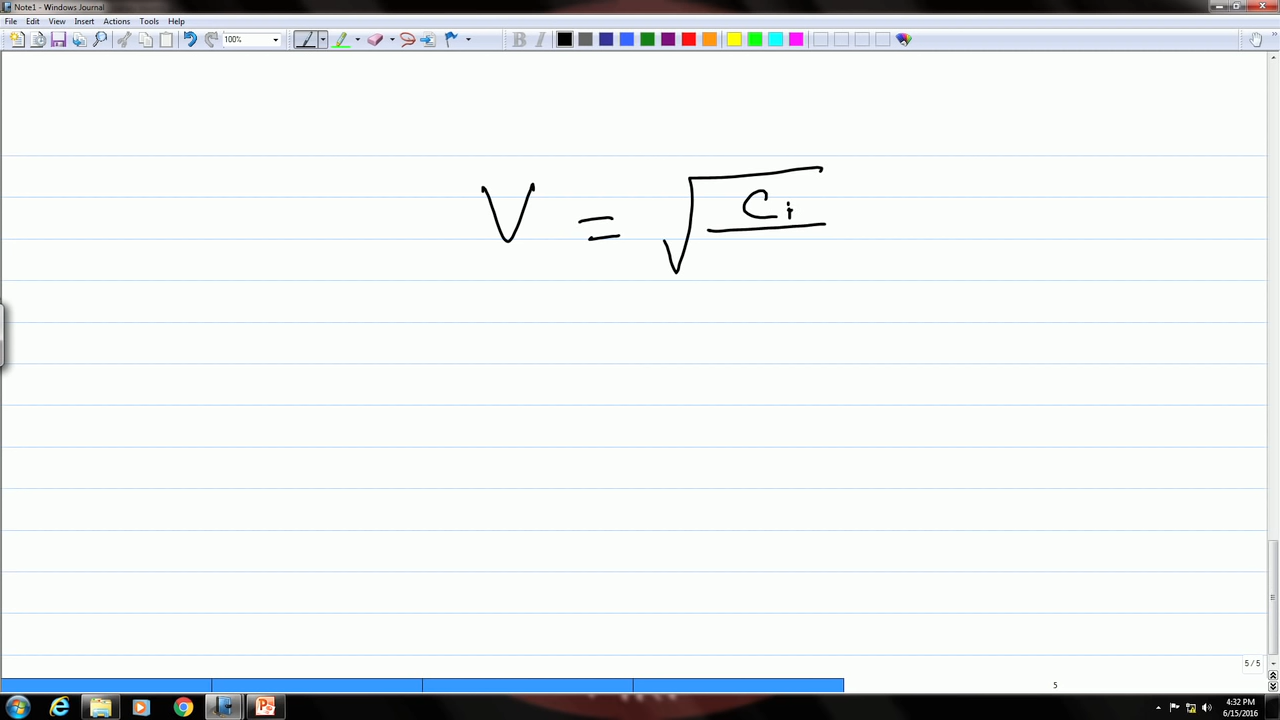 Note1 - Windows Journal
File Edit View Insert Actions Tools Help
100% B I
V = √ Ci
5 / 5
5
4:32 PM
6/15/2016